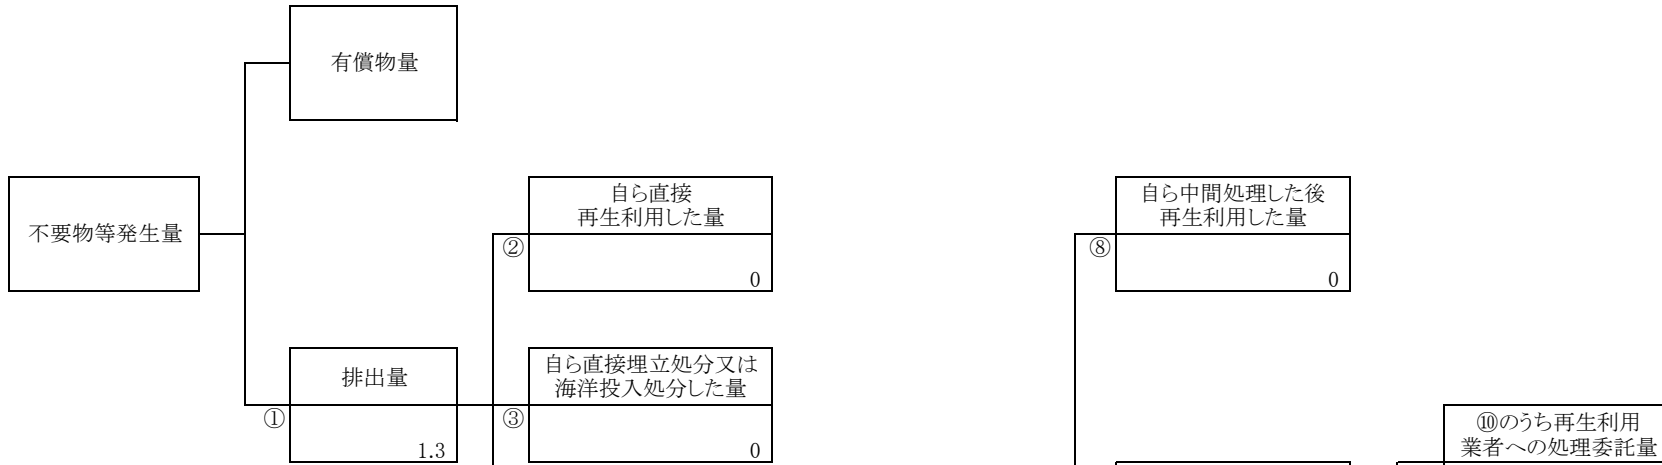 有償物量
不要物等発生量
自ら直接
再生利用した量
②
0
自ら中間処理した後
再生利用した量
⑧
0
排出量
①
1.3
自ら直接埋立処分又は
海洋投入処分した量
③
0
⑩のうち再生利用
業者への処理委託量